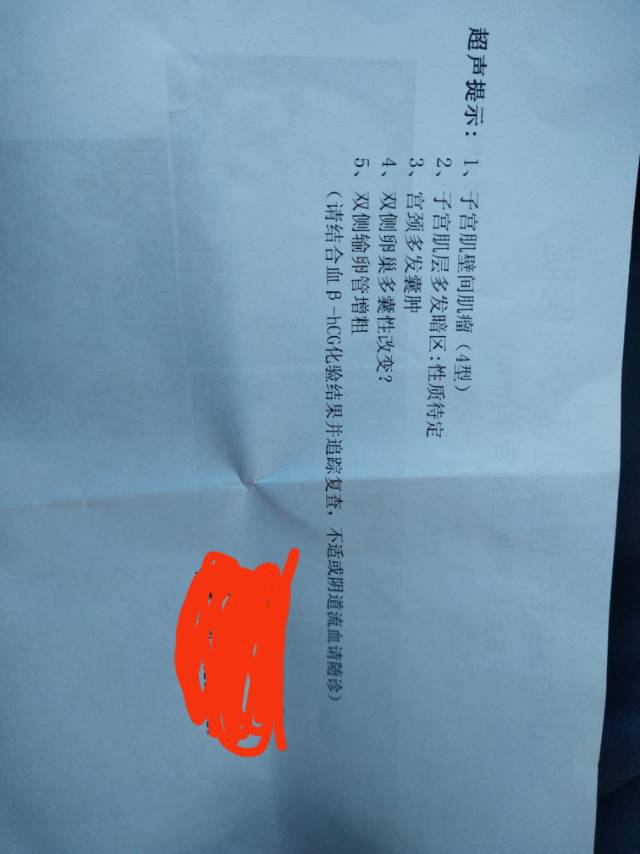 超声提示：1、子宫肌壁间肌瘤（4型）
2、子宫肌层多发暗区:性质待定
3、宫颈多发囊肿
4、双侧卵巢多囊性改变？
5、双侧输卵管增粗
（请结合血β-hCG化验结果并追踪复查，不适或阴道流血请随诊）